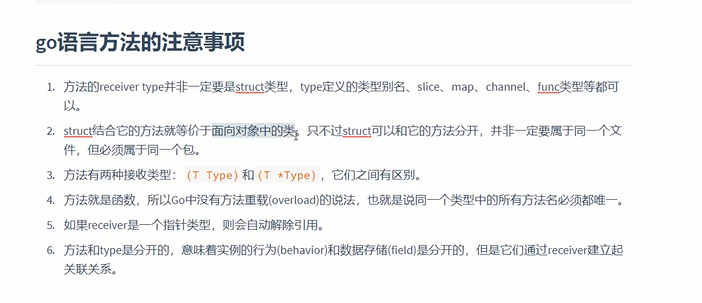 go语言方法的注意事项
1. 方法的receiver type并非一定要是struct类型，type定义的类型别名、slice、map、channel、func类型等都可
以。
2. struct结合它的方法就等价于面向对象中的类。只不过struct可以和它的方法分开，并非一定要属于同一个文
件，但必须属于同一个包。
3. 方法有两种接收类型： (T Type) 和 (T *Type) ，它们之间有区别。
4. 方法就是函数，所以Go中没有方法重载(overload)的说法，也就是说同一个类型中的所有方法名必须都唯一。
5. 如果receiver是一个指针类型，则会自动解除引用。
6. 方法和type是分开的，意味着实例的行为(behavior)和数据存储(field)是分开的，但是它们通过receiver建立起
关联关系。